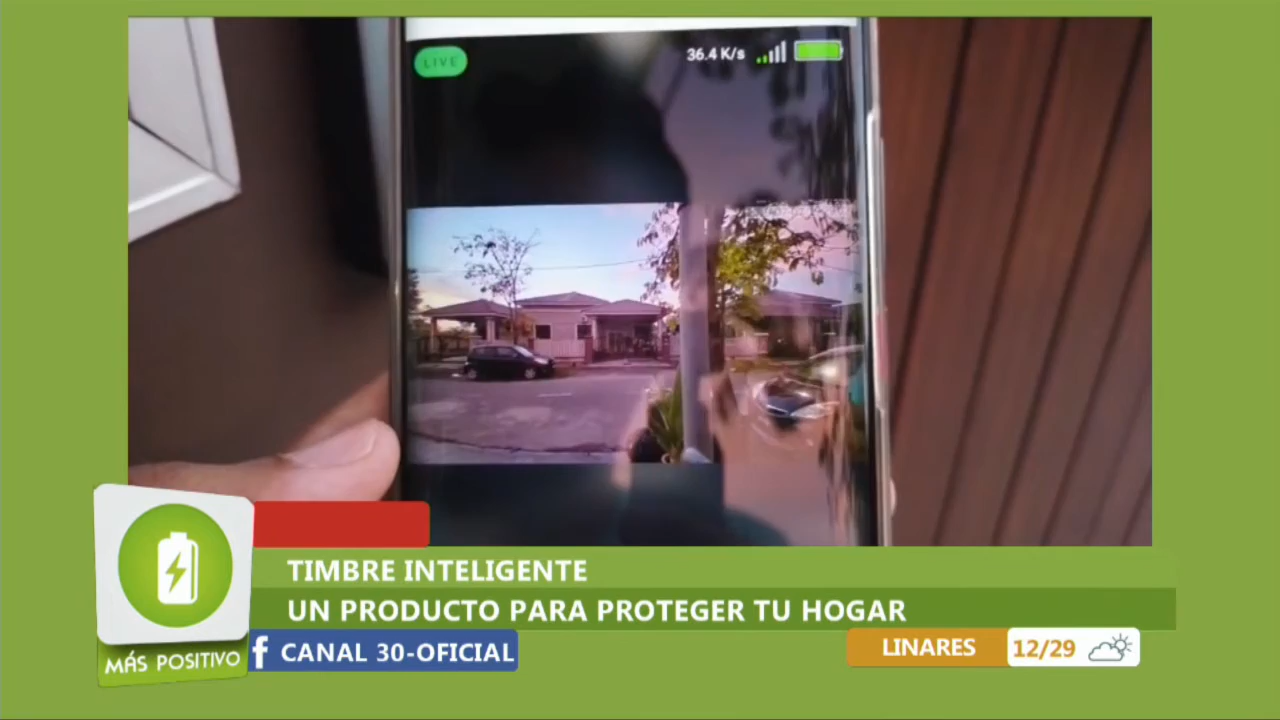 LIVE
36.4 K/s
TIMBRE INTELIGENTE
UN PRODUCTO PARA PROTEGER TU HOGAR
MÁS POSITIVO
f CANAL 30-OFICIAL
LINARES 12/29